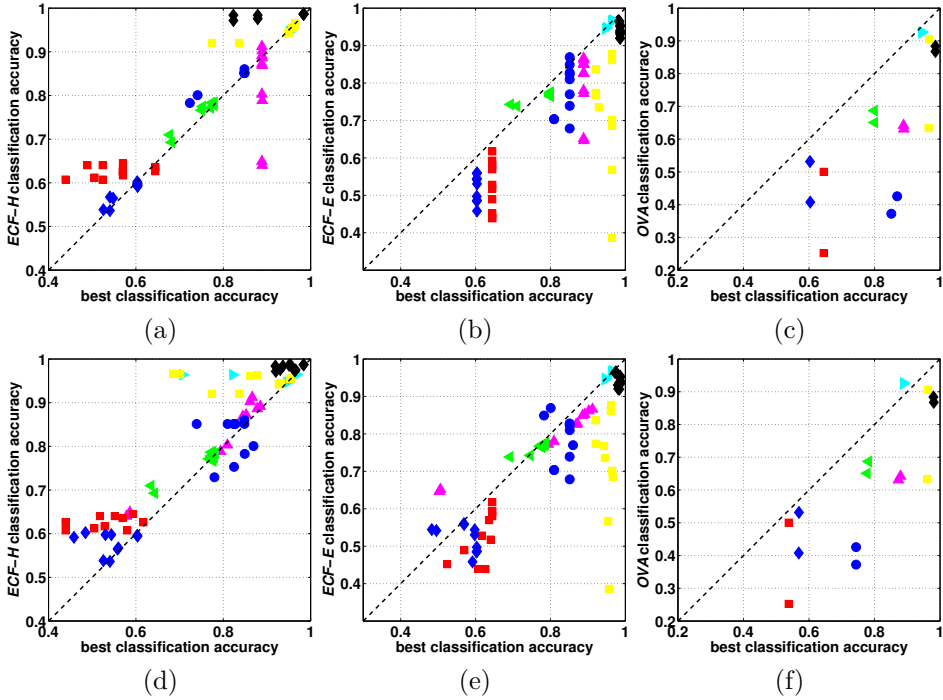 1
0.9
0.8
0.7
0.6
0.5
0.4
0.4 0.6 0.8 1
ECF-H classification accuracy
best classification accuracy
(a)
1
0.9
0.8
0.7
0.6
0.5
0.4
0.4 0.6 0.8 1
ECF-E classification accuracy
best classification accuracy
(b)
1
0.9
0.8
0.7
0.6
0.5
0.4
0.3
0.2
0.2 0.4 0.6 0.8 1
OVA classification accuracy
best classification accuracy
(c)
1
0.9
0.8
0.7
0.6
0.5
0.4
0.4 0.6 0.8 1
ECF-H classification accuracy
best classification accuracy
(d)
1
0.9
0.8
0.7
0.6
0.5
0.4
0.4 0.6 0.8 1
ECF-E classification accuracy
best classification accuracy
(e)
1
0.9
0.8
0.7
0.6
0.5
0.4
0.3
0.2
0.2 0.4 0.6 0.8 1
OVA classification accuracy
best classification accuracy
(f)